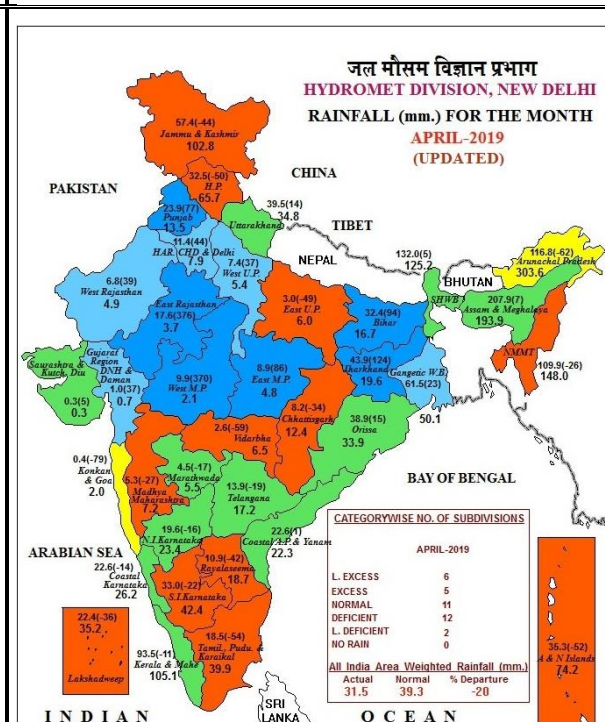 जल मौसम विज्ञान प्रभाग
HYDROMET DIVISION, NEW DELHI
RAINFALL (mm.) FOR THE MONTH
APRIL-2019
(UPDATED)
57.4(-44)
Jammu & Kashmir
102.8
CHINA
32.5(-50)
H.P.
65.7
PAKISTAN
23.9(77)
Punjab
13.5
39.5(14)
34.8
Uttarakhand
TIBET
11.4(44)
HAR. CHD & Delhi
7.9
7.4(37)
West U.P.
5.4
NEPAL
132.0(5)
125.2
116.8(-62)
Arunachal Pradesh
303.6
BHUTAN
6.8(39)
West Rajasthan
4.9
East Rajasthan
17.6(376)
3.7
3.0(-49)
East U.P.
6.0
32.4(94)
Bihar
16.7
SHWB
207.9(7)
Assam & Meghalaya
193.9
NMMT
109.9(-26)
148.0
Saurashtra &
Kutch, Diu
0.3(5)
0.3
Gujarat
Region
DNH &
Daman
1.0(37)
0.7
9.9(370)
West M.P.
2.1
8.9(86)
East M.P.
4.8
43.9(124)
Jharkhand
19.6
Gangetic W.B.
61.5(23)
50.1
8.2(-34)
Chhattisgarh
12.4
38.9(15)
Orissa
33.9
2.6(-59)
Vidarbha
6.5
0.4(-79)
Konkan
& Goa
2.0
5.3(-27)
Madhya
Maharashtra
7.2
4.5(-17)
Marathwada
5.5
13.9(-19)
Telangana
17.2
BAY OF BENGAL
19.6(-16)
N.I.Karnataka
23.4
22.6(1)
Coastal A.P. & Yanam
22.3
ARABIAN SEA
22.6(-14)
Coastal
Karnataka
26.2
10.9(-42)
Rayalaseema
18.7
33.0(-22)
S.I.Karnataka
42.4
22.4(-36)
35.2
Lakshadweep
93.5(-11)
Kerala & Mahe
105.1
18.5(-54)
Tamil, Pudu. &
Karaikal
39.9
CATEGORYWISE NO. OF SUBDIVISIONS
APRIL-2019
L. EXCESS 6
EXCESS 5
NORMAL 11
DEFICIENT 12
L. DEFICIENT 2
NO RAIN 0
All India Area Weighted Rainfall (mm.)
Actual Normal % Departure
31.5 39.3 -20
35.3(-52)
A & N Islands
74.2
SRI
LANKA
INDIAN OCEAN